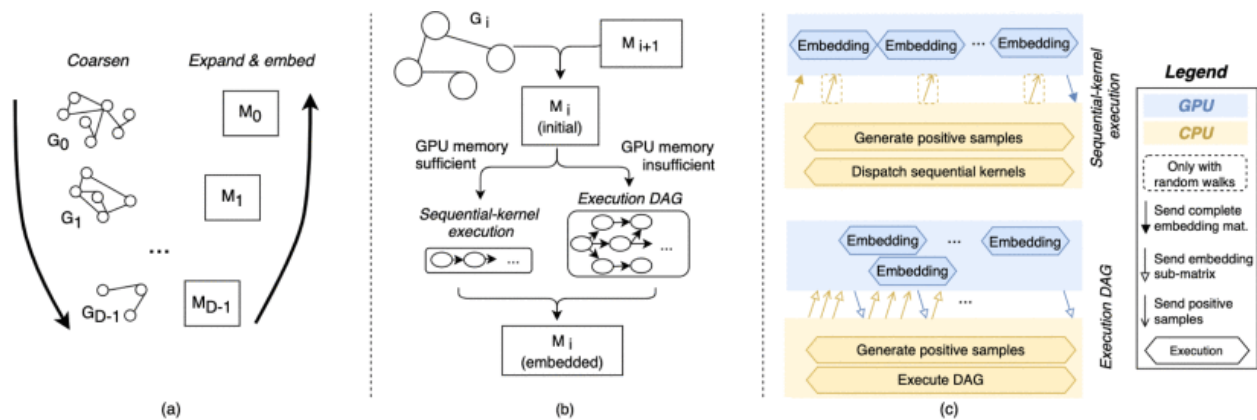 Coarsen
Expand & embed
G0
M0
G1
M1
...
GD-1
MD-1
(a)
G i
M i+1
M i
(initial)
GPU memory
sufficient
GPU memory
insufficient
Sequential-kernel
execution
...
Execution DAG
...
M i
(embedded)
(b)
Embedding
Embedding
...
Embedding
Generate positive samples
Dispatch sequential kernels
Sequential-kernel
execution
Embedding
...
Embedding
Embedding
...
Generate positive samples
Execute DAG
Execution DAG
(c)
Legend
GPU
CPU
Only with
random walks
Send complete
embedding mat.
Send embedding
sub-matrix
Send positive
samples
Execution